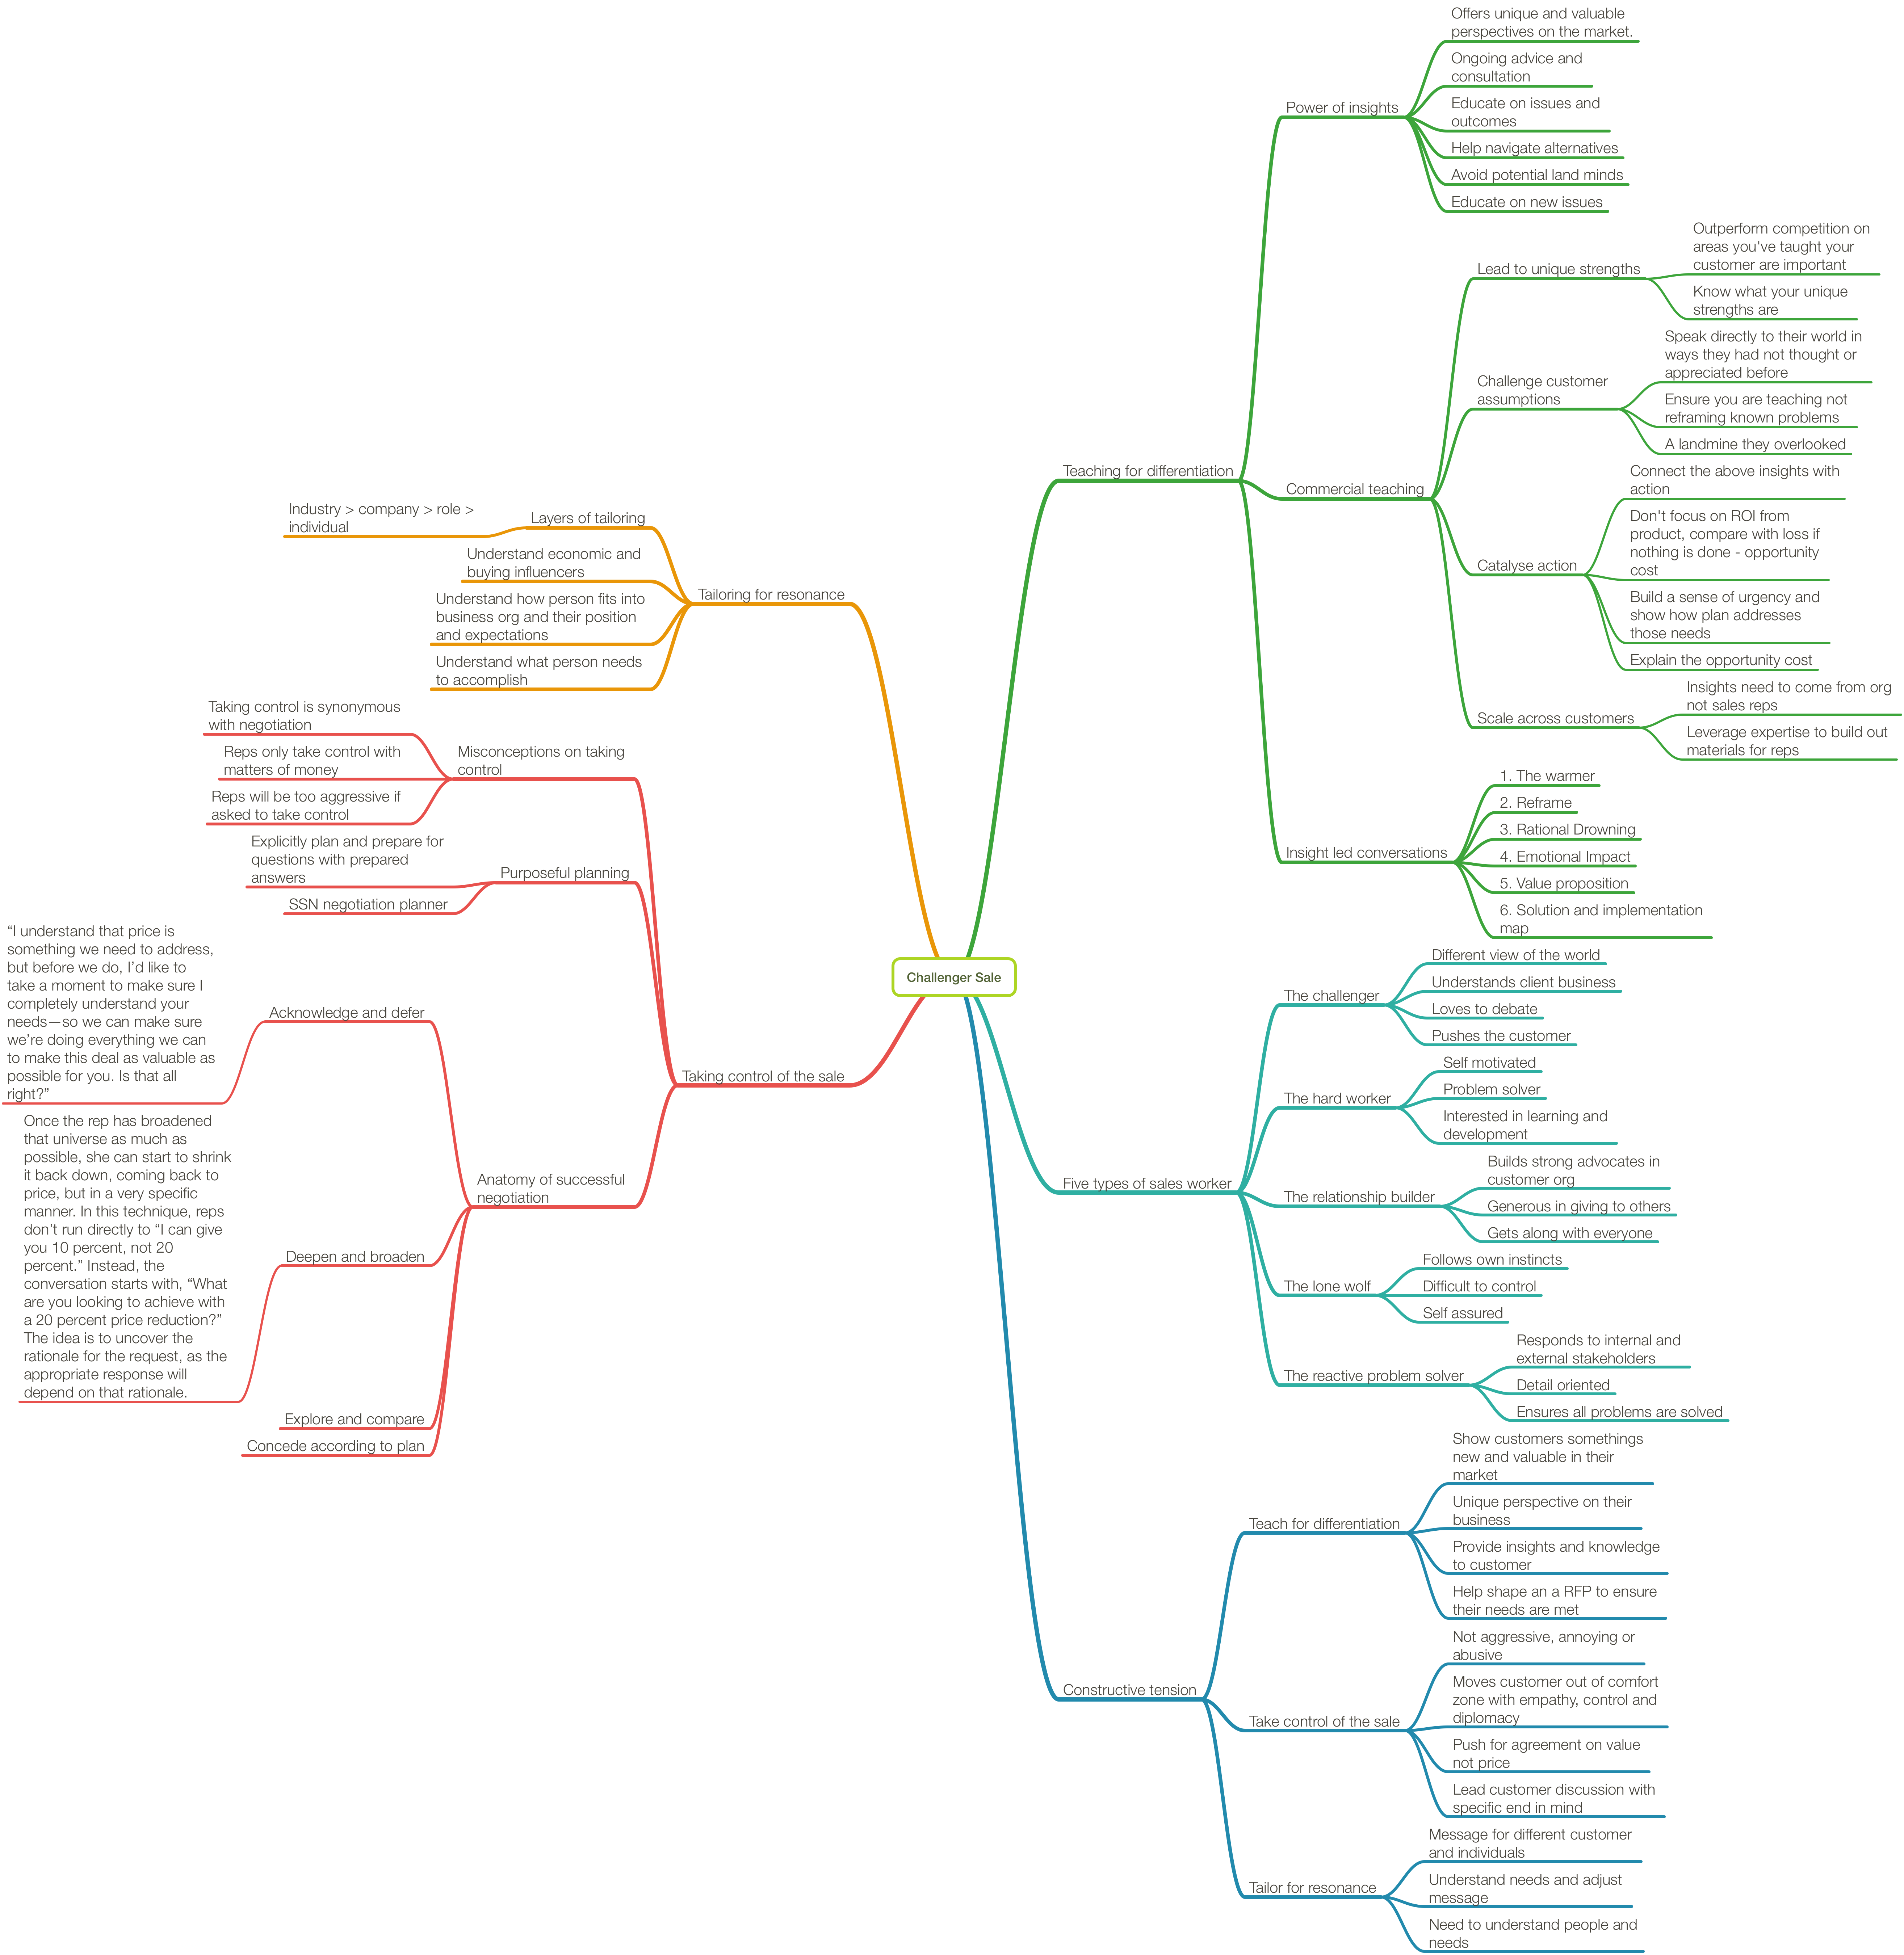 Challenger Sale
Teaching for differentiation
Power of insights
Offers unique and valuable
perspectives on the market.
Ongoing advice and
consultation
Educate on issues and
outcomes
Help navigate alternatives
Avoid potential land minds
Educate on new issues
Commercial teaching
Lead to unique strengths
Outperform competition on
areas you've taught your
customer are important
Know what your unique
strengths are
Challenge customer
assumptions
Speak directly to their world in
ways they had not thought or
appreciated before
Ensure you are teaching not
reframing known problems
A landmine they overlooked
Catalyse action
Connect the above insights with
action
Don't focus on ROI from
product, compare with loss if
nothing is done - opportunity
cost
Build a sense of urgency and
show how plan addresses
those needs
Explain the opportunity cost
Scale across customers
Insights need to come from org
not sales reps
Leverage expertise to build out
materials for reps
Insight led conversations
1. The warmer
2. Reframe
3. Rational Drowning
4. Emotional Impact
5. Value proposition
6. Solution and implementation
map
Five types of sales worker
The challenger
Different view of the world
Understands client business
Loves to debate
Pushes the customer
The hard worker
Self motivated
Problem solver
Interested in learning and
development
The relationship builder
Builds strong advocates in
customer org
Generous in giving to others
Gets along with everyone
The lone wolf
Follows own instincts
Difficult to control
Self assured
The reactive problem solver
Responds to internal and
external stakeholders
Detail oriented
Ensures all problems are solved
Constructive tension
Teach for differentiation
Show customers somethings
new and valuable in their
market
Unique perspective on their
business
Provide insights and knowledge
to customer
Help shape an a RFP to ensure
their needs are met
Take control of the sale
Not aggressive, annoying or
abusive
Moves customer out of comfort
zone with empathy, control and
diplomacy
Push for agreement on value
not price
Lead customer discussion with
specific end in mind
Tailor for resonance
Message for different customer
and individuals
Understand needs and adjust
message
Need to understand people and
needs
Tailoring for resonance
Layers of tailoring
Industry > company > role >
individual
Understand economic and
buying influencers
Understand how person fits into
business org and their position
and expectations
Understand what person needs
to accomplish
Taking control of the sale
Misconceptions on taking
control
Taking control is synonymous
with negotiation
Reps only take control with
matters of money
Reps will be too aggressive if
asked to take control
Purposeful planning
Explicitly plan and prepare for
questions with prepared
answers
SSN negotiation planner
Anatomy of successful
negotiation
Acknowledge and defer
“I understand that price is
something we need to address,
but before we do, I’d like to
take a moment to make sure I
completely understand your
needs—so we can make sure
we’re doing everything we can
to make this deal as valuable as
possible for you. Is that all
right?”
Deepen and broaden
Once the rep has broadened
that universe as much as
possible, she can start to shrink
it back down, coming back to
price, but in a very specific
manner. In this technique, reps
don’t run directly to “I can give
you 10 percent, not 20
percent.” Instead, the
conversation starts with, “What
are you looking to achieve with
a 20 percent price reduction?”
The idea is to uncover the
rationale for the request, as the
appropriate response will
depend on that rationale.
Explore and compare
Concede according to plan